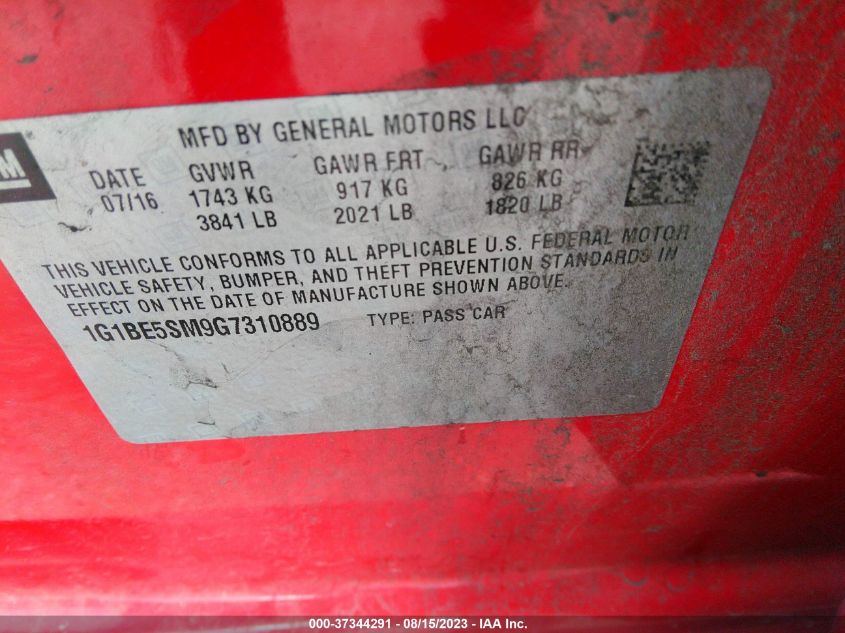 GM
MFD BY GENERAL MOTORS LLC
DATE GVWR GAWR FRT GAWR RR
07/16 1743 KG 917 KG 826 KG
3841 LB 2021 LB 1820 LB
THIS VEHICLE CONFORMS TO ALL APPLICABLE U.S. FEDERAL MOTOR
VEHICLE SAFETY, BUMPER, AND THEFT PREVENTION STANDARDS IN
EFFECT ON THE DATE OF MANUFACTURE SHOWN ABOVE.
1G1BE5SM9G7310889 TYPE: PASS CAR
000-37344291 - 08/15/2023 - IAA Inc.